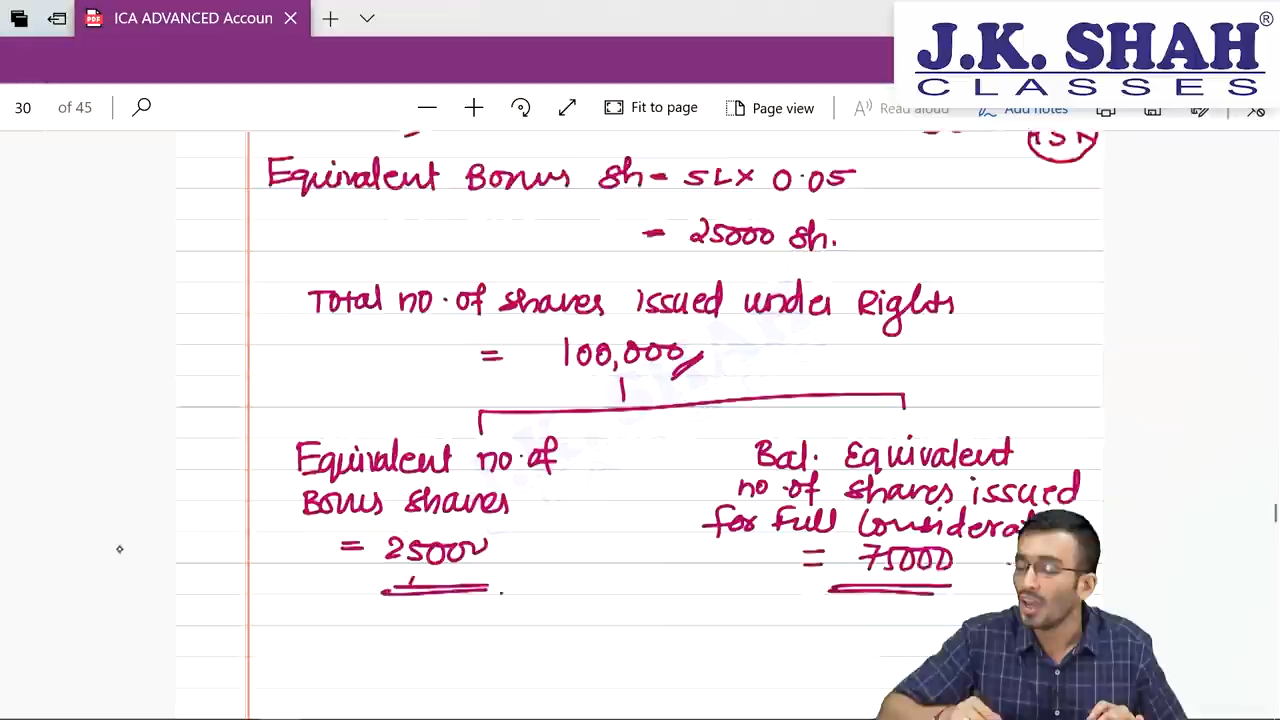 ICA ADVANCED Accoun
J.K. SHAH®
CLASSES
30 of 45
Fit to page
Page view
Read aloud
Add notes
Equivalent Bonus Sh = 5L× 0.05
= 25000 Sh.
Total no. of shares issued under Rights
= 100,000
Equivalent no of
Bonus shares
= 25000
Bal. Equivalent
no of shares issued
for full Considerat
= 75000